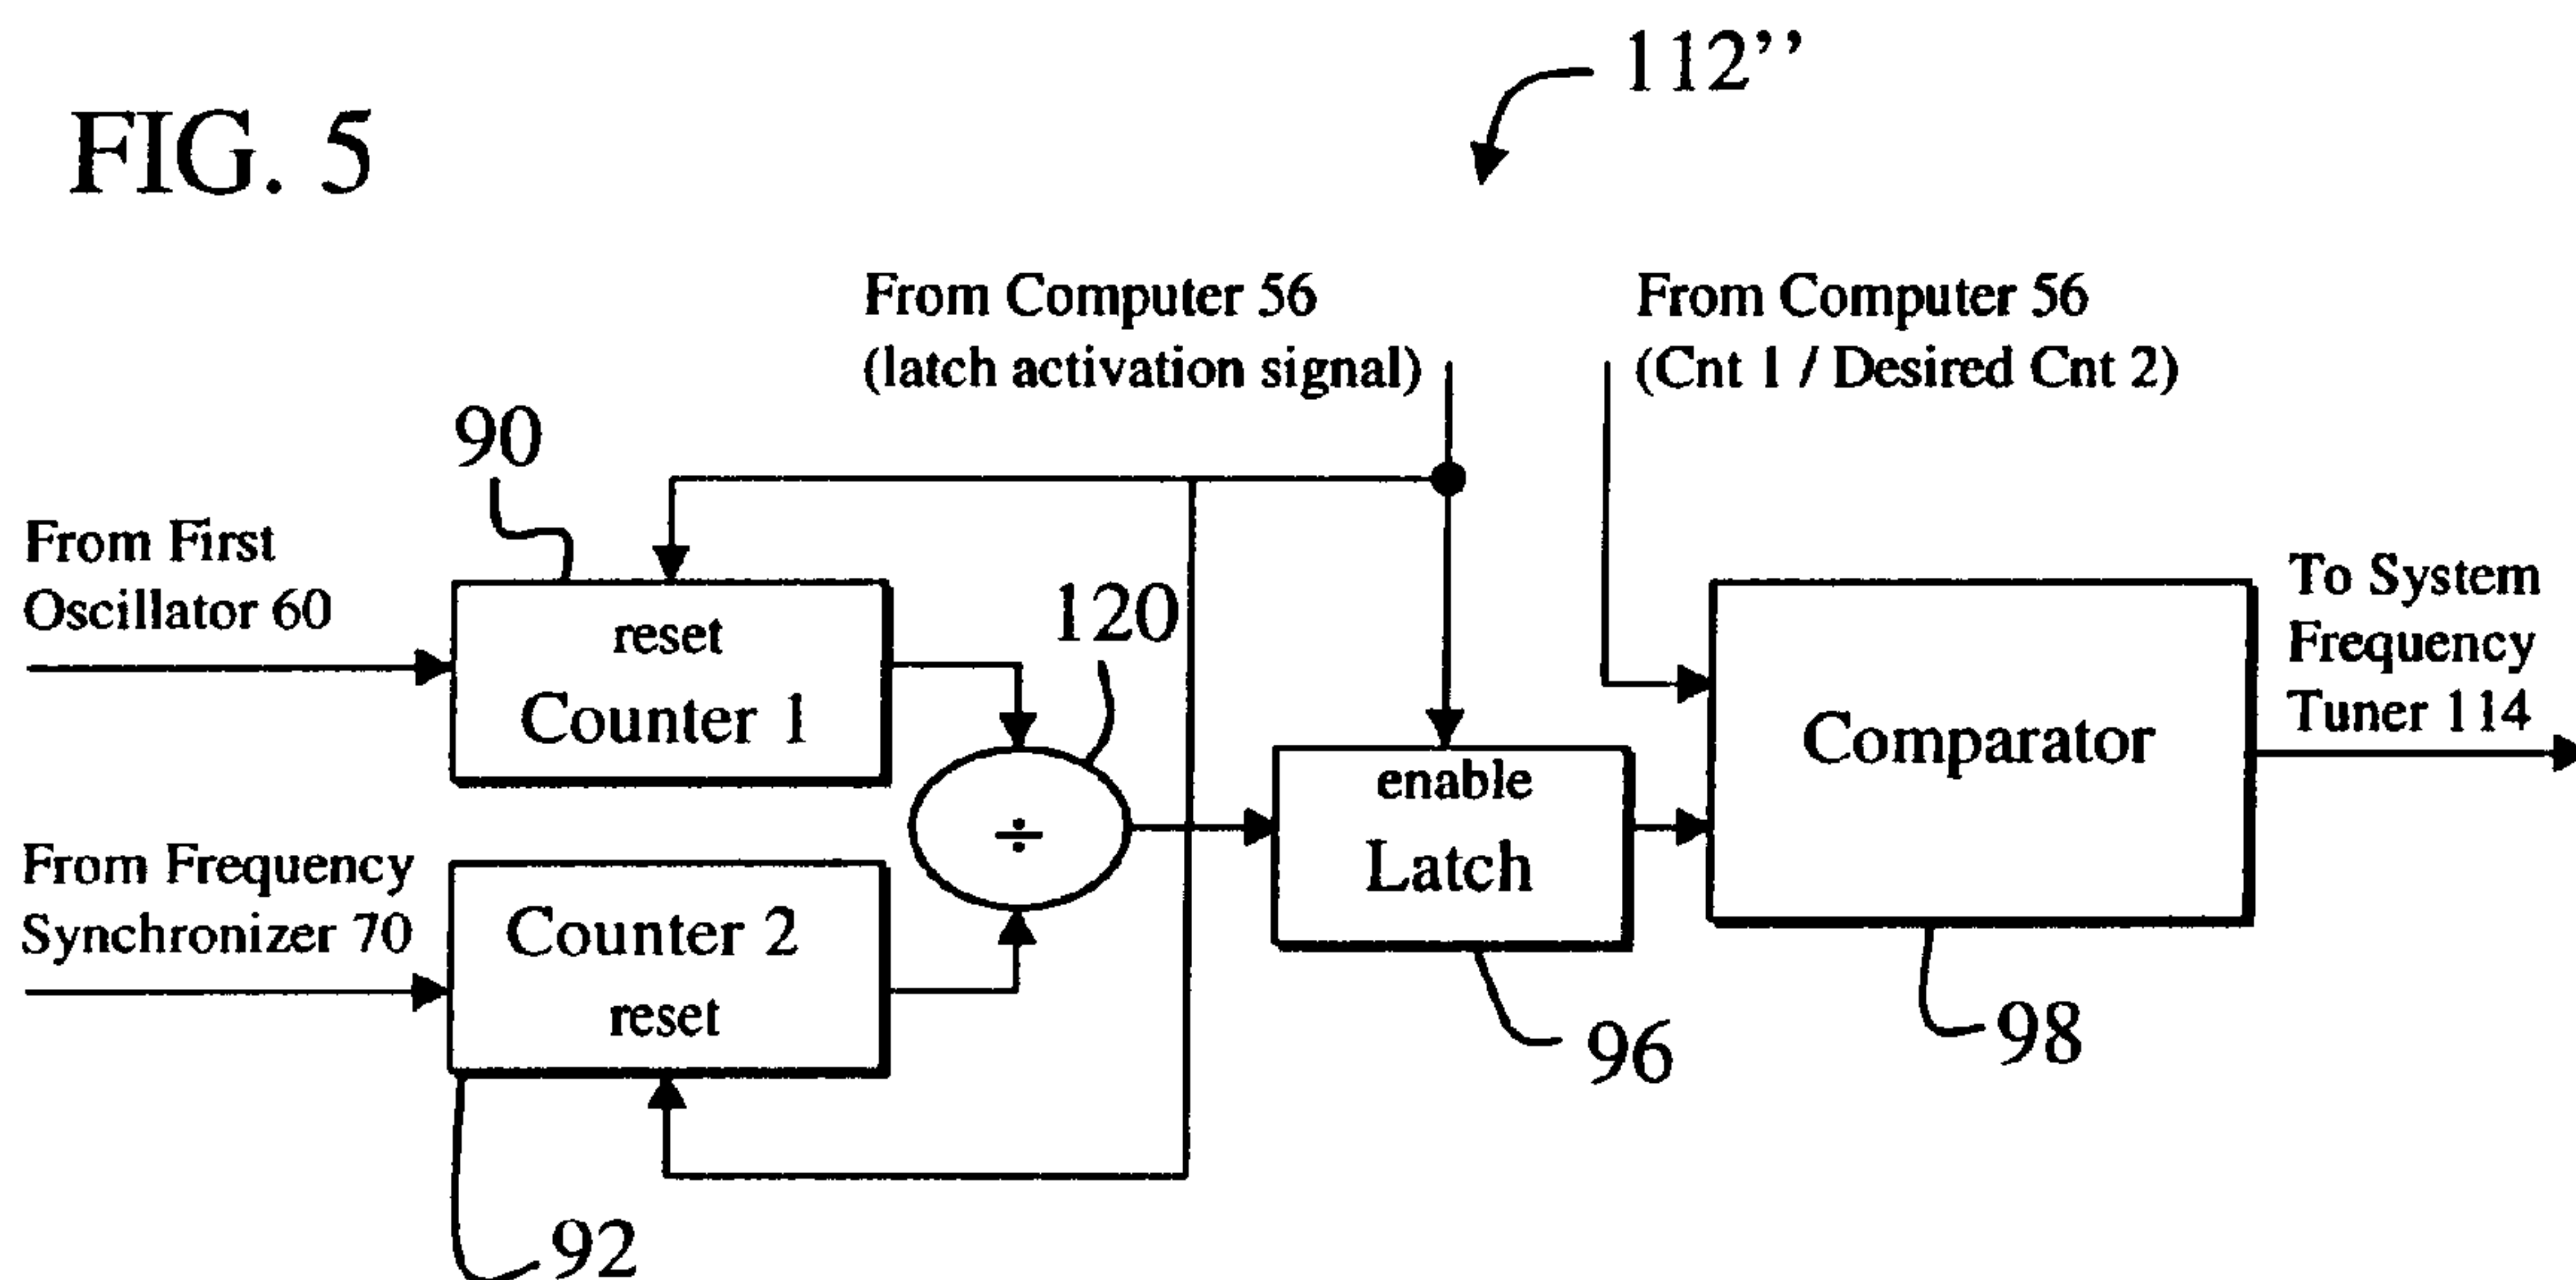 FIG. 5
112’’
From Computer 56
(latch activation signal)
From Computer 56
(Cnt 1 / Desired Cnt 2)
90
From First
Oscillator 60
reset
Counter 1
120
To System
Frequency
Tuner 114
Comparator
÷
enable
Latch
From Frequency
Synchronizer 70
Counter 2
reset
96
98
92